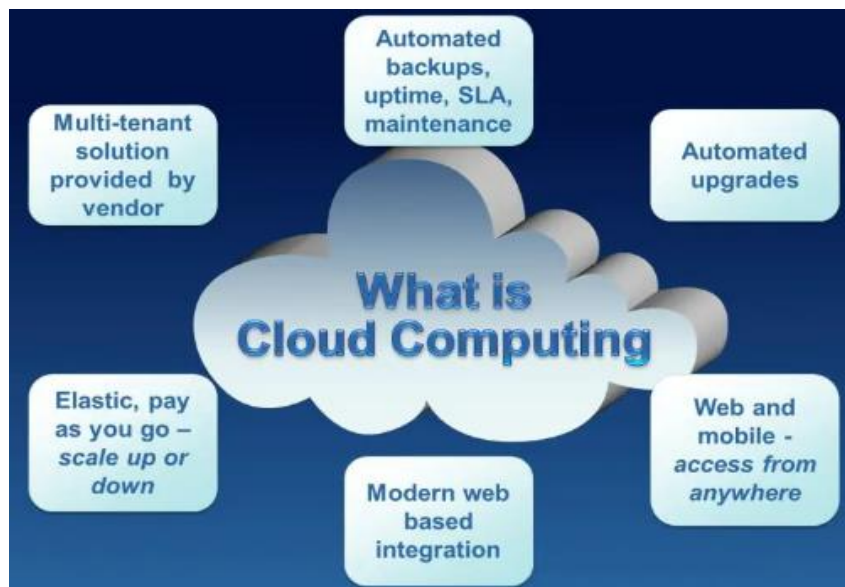 Automated
backups,
uptime, SLA,
maintenance
Multi-tenant
solution
provided by
vendor
Automated
upgrades
What is
Cloud Computing
Elastic, pay
as you go –
scale up or
down
Web and
mobile -
access from
anywhere
Modern web
based
integration